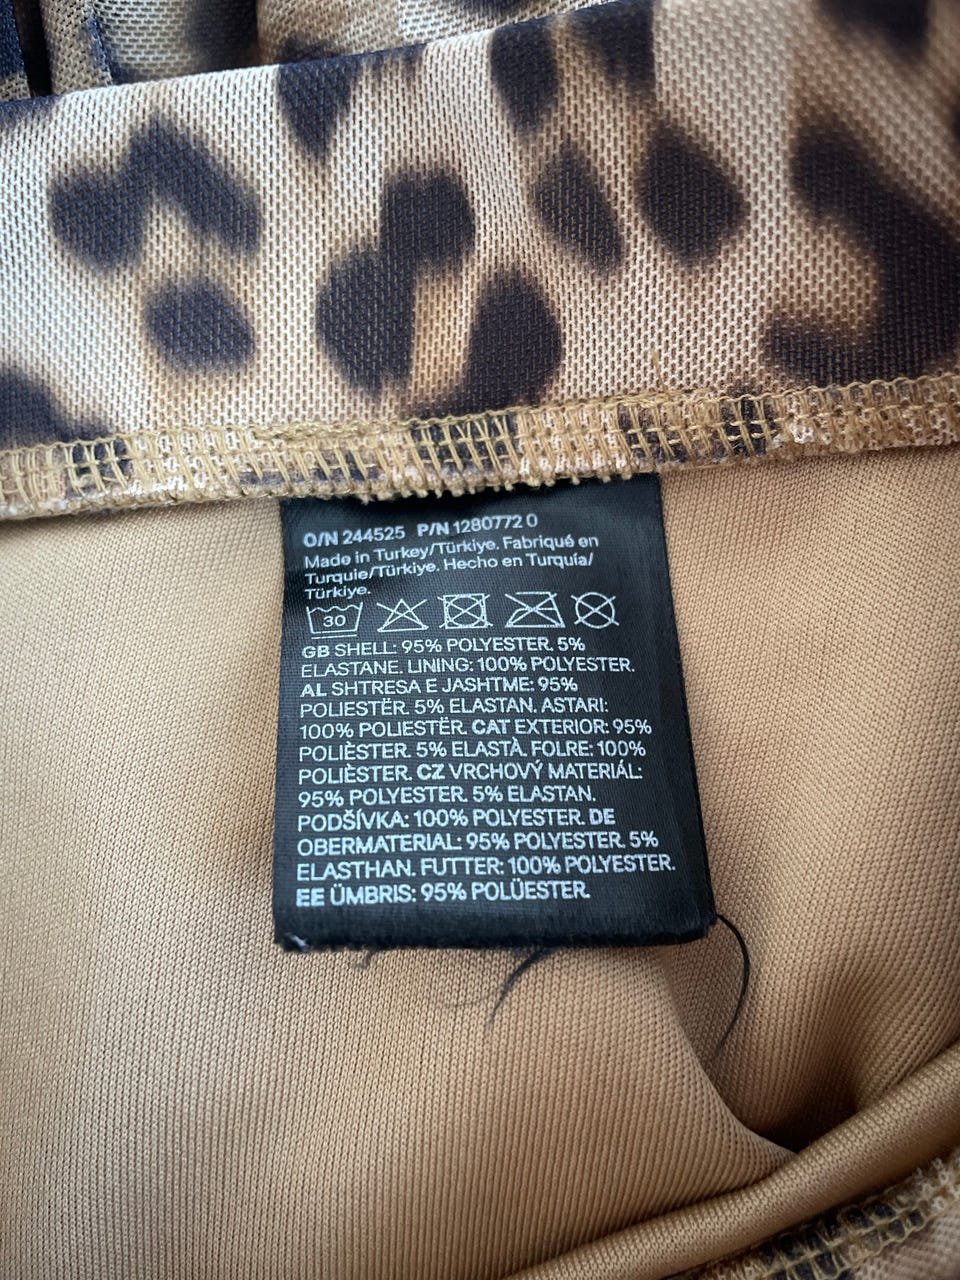 O/N 244525 P/N 1280772 0
Made in Turkey/Türkiye. Fabriqué en
Turquie/Türkiye. Hecho en Turquía/
Türkiye.
30
GB SHELL: 95% POLYESTER. 5%
ELASTANE. LINING: 100% POLYESTER.
AL SHTRESA E JASHTME: 95%
POLIESTËR. 5% ELASTAN. ASTARI:
100% POLIESTËR. CAT EXTERIOR: 95%
POLIÈSTER. 5% ELASTÀ. FOLRE: 100%
POLIÈSTER. CZ VRCHOVÝ MATERIÁL:
95% POLYESTER. 5% ELASTAN.
PODŠÍVKA: 100% POLYESTER. DE
OBERMATERIAL: 95% POLYESTER. 5%
ELASTHAN. FUTTER: 100% POLYESTER.
EE ÜMBRIS: 95% POLÜESTER.